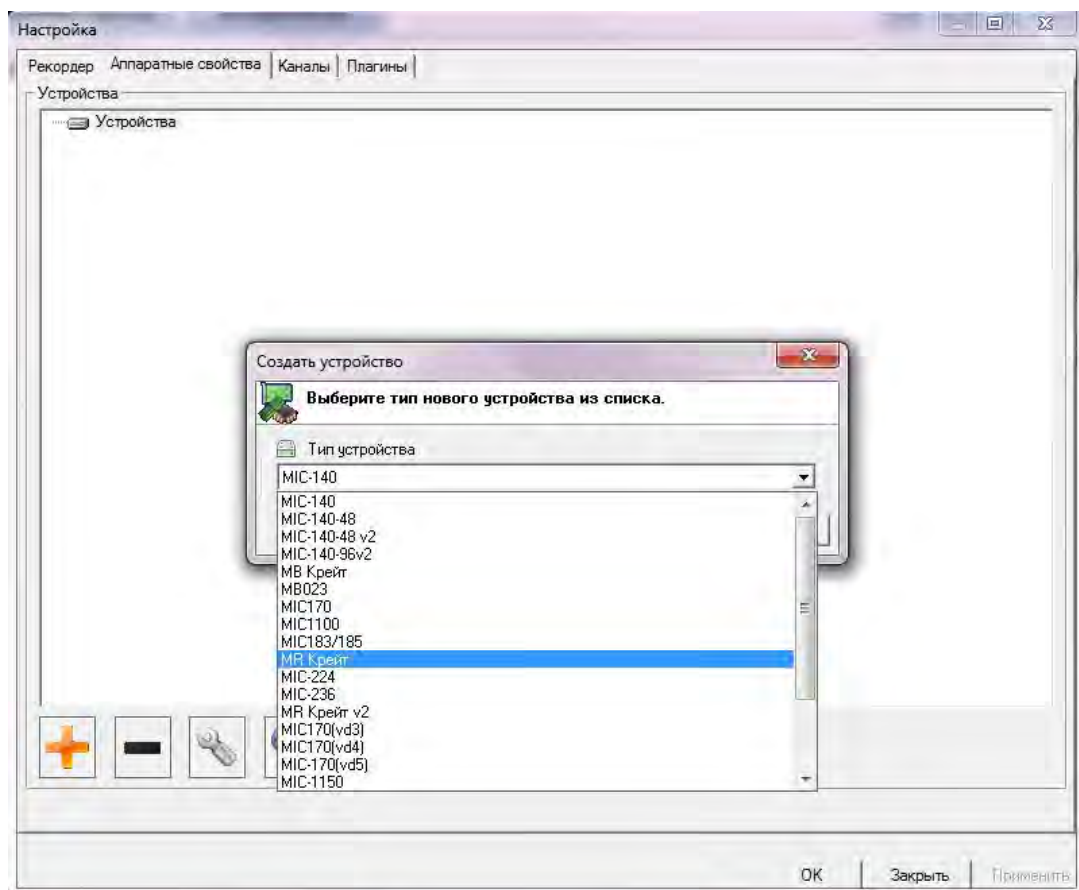 Настройка
Рекордер Аппаратные свойства Каналы Плагины
Устройства
Устройства
Создать устройство
Выберите тип нового устройства из списка.
Тип устройства
MIC-140
MIC-140
MIC-140-48
MIC-140-48 v2
MIC-140-96v2
MB Крейт
MB023
MIC170
MIC1100
MIC183/185
MR Крейт
MIC-224
MIC-236
MR Крейт v2
MIC170(vd3)
MIC170(vd4)
MIC-170(vd5)
MIC-1150
OK Закрыть Применить